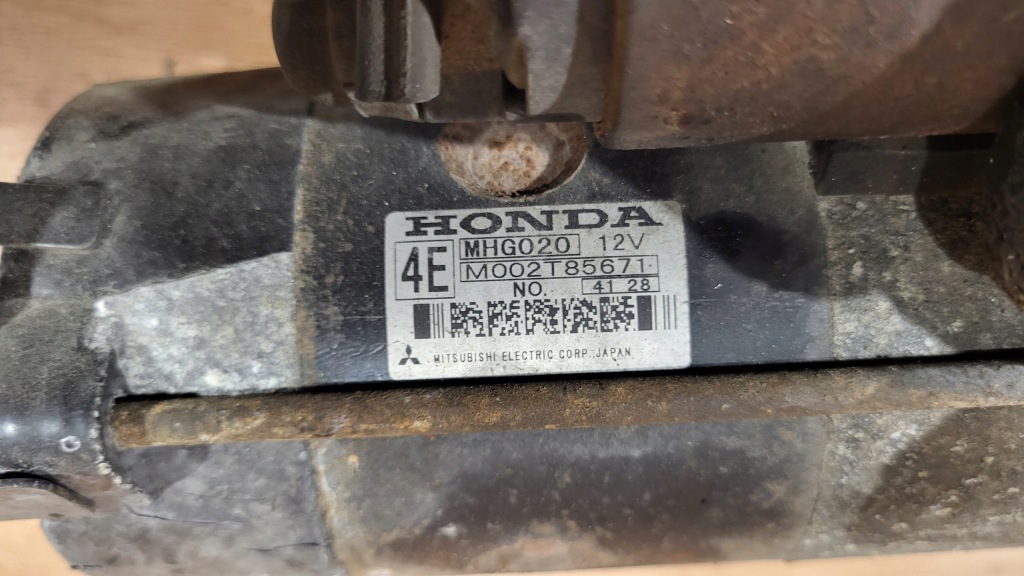 HONDA
4E MHG020 12V
M002T85671
NO. 41 28
MITSUBISHI ELECTRIC CORP. JAPAN